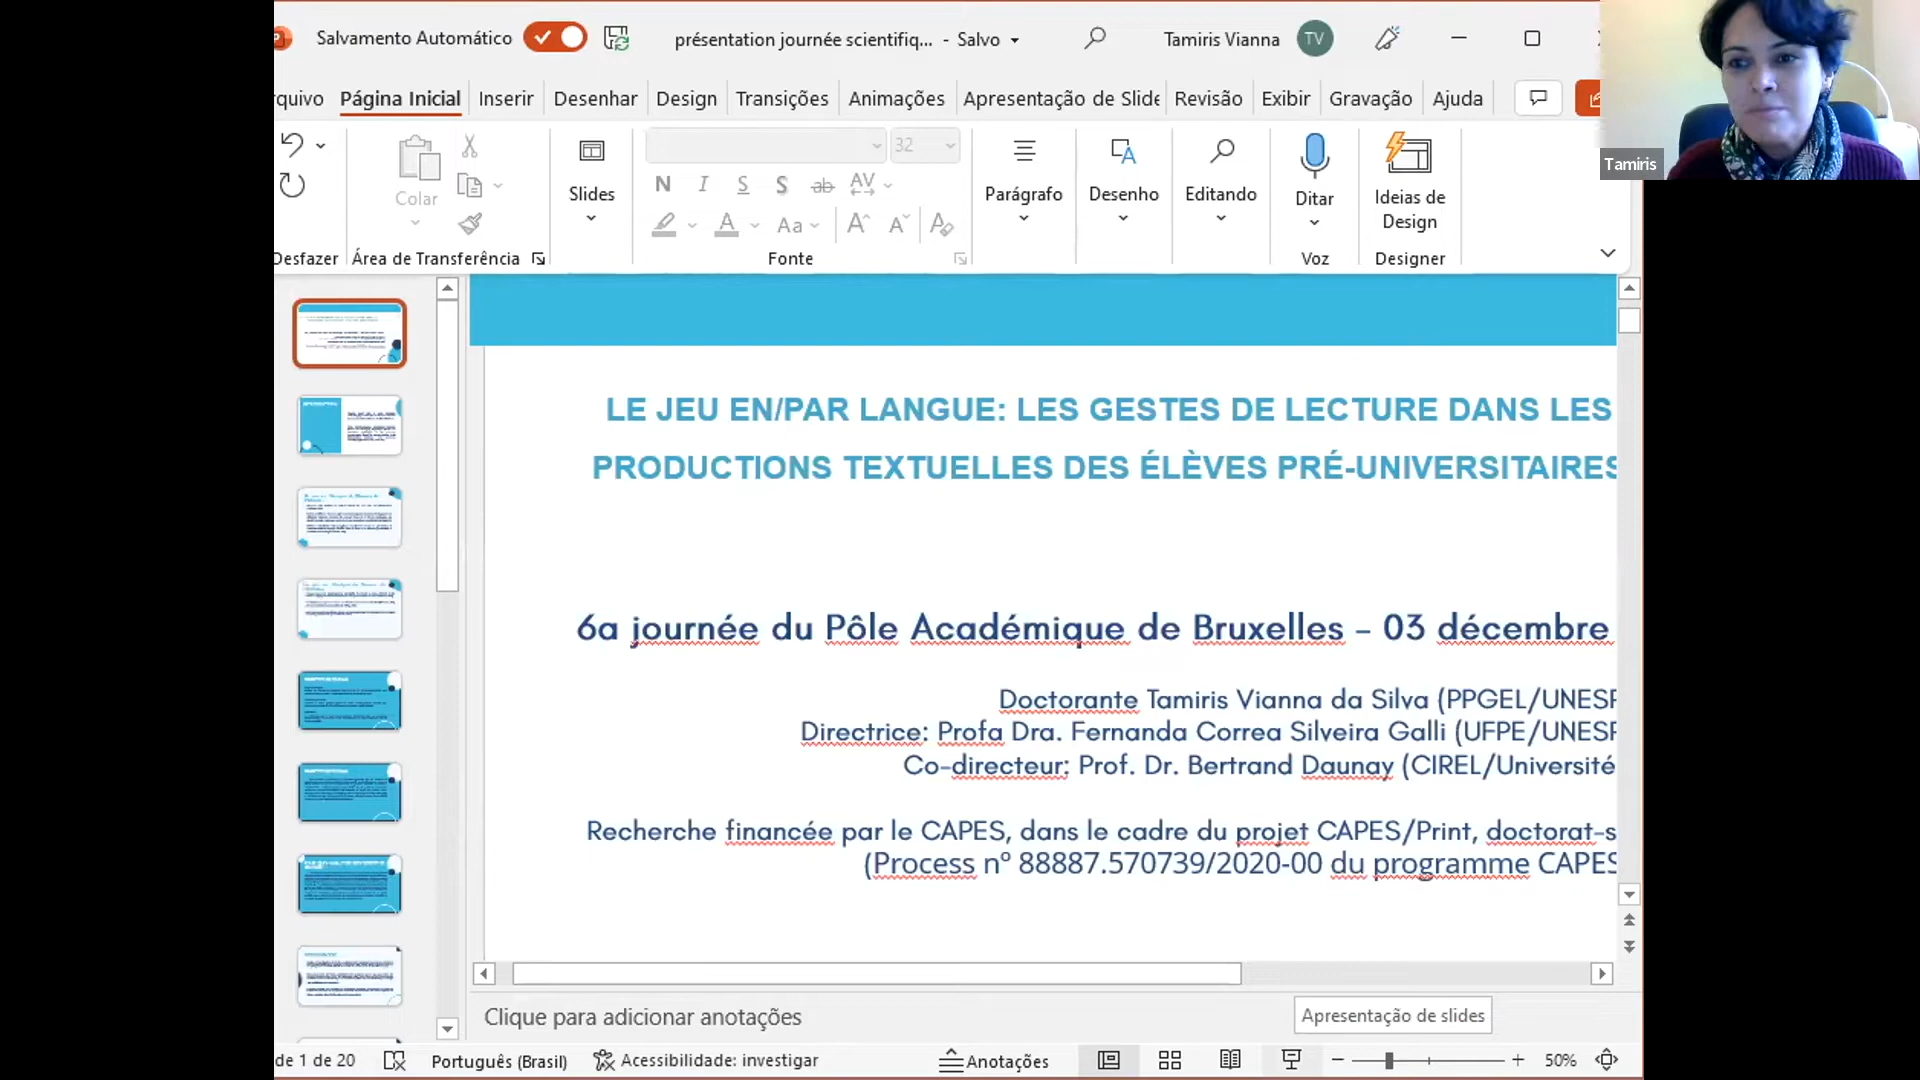 Salvamento Automático
présentation journée scientifiq... - Salvo
Tamiris Vianna
TV
rquivo
Página Inicial
Inserir
Desenhar
Design
Transições
Animações
Apresentação de Slide
Revisão
Exibir
Gravação
Ajuda
32
Colar
Slides
N I S S ab AV
Aa A A
Parágrafo
Desenho
Editando
Ditar
Ideias de
Design
Desfazer
Área de Transferência
Fonte
Voz
Designer
Tamiris
LE JEU EN/PAR LANGUE: LES GESTES DE LECTURE DANS LES
PRODUCTIONS TEXTUELLES DES ÉLÈVES PRÉ-UNIVERSITAIRES
6a journée du Pôle Académique de Bruxelles – 03 décembre
Doctorante Tamiris Vianna da Silva (PPGEL/UNESP
Directrice: Profa Dra. Fernanda Correa Silveira Galli (UFPE/UNESP
Co-directeur: Prof. Dr. Bertrand Daunay (CIREL/Université
Recherche financée par le CAPES, dans le cadre du projet CAPES/Print, doctorat-s
(Process nº 88887.570739/2020-00 du programme CAPES
Clique para adicionar anotações
Apresentação de slides
de 1 de 20
Português (Brasil)
Acessibilidade: investigar
Anotações
50%